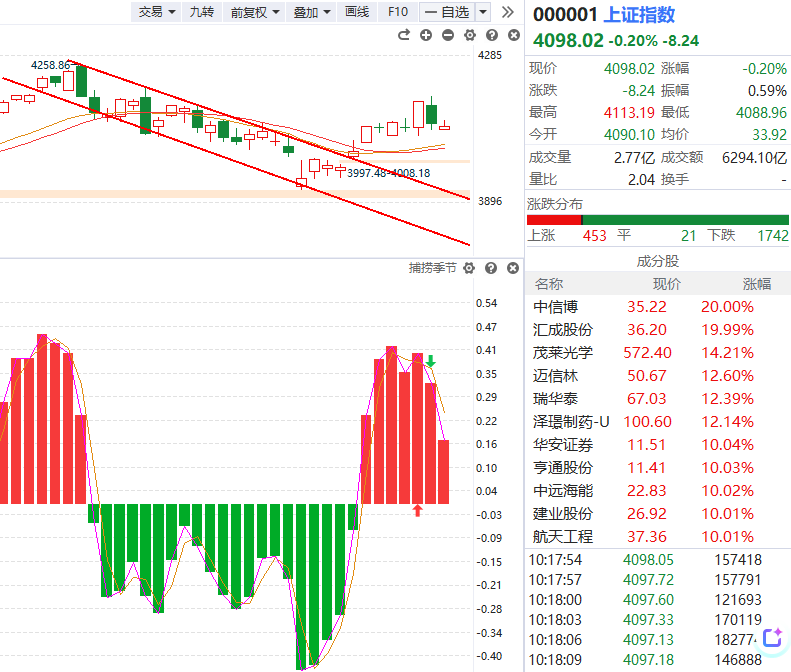 交易 九转 前复权 叠加 画线 F10 一 自选
4285
4258.86
3997.48-4008.18
3896
捕捞季节
0.54
0.47
0.41
0.35
0.29
0.22
0.16
0.10
0.04
-0.03
-0.09
-0.15
-0.21
-0.28
-0.34
-0.40
000001 上证指数
4098.02 -0.20% -8.24
现价 4098.02 涨幅 -0.20%
涨跌 -8.24 振幅 0.59%
最高 4113.19 最低 4088.96
今开 4090.10 均价 33.92
成交量 2.77亿 成交额 6294.10亿
量比 2.04 换手 -
涨跌分布
上涨 453 平 21 下跌 1742
成分股
名称 现价 涨幅
中信博 35.22 20.00%
汇成股份 36.20 19.99%
茂莱光学 572.40 14.21%
迈信林 50.67 12.60%
瑞华泰 67.03 12.39%
泽璟制药-U 100.60 12.14%
华安证券 11.51 10.04%
亨通股份 11.41 10.03%
中远海能 22.83 10.02%
建业股份 26.92 10.01%
航天工程 37.36 10.01%
10:17:54 4098.05 157418
10:17:57 4097.72 157791
10:18:00 4097.60 121693
10:18:03 4097.33 170119
10:18:06 4097.13 18277
10:18:09 4097.18 146888